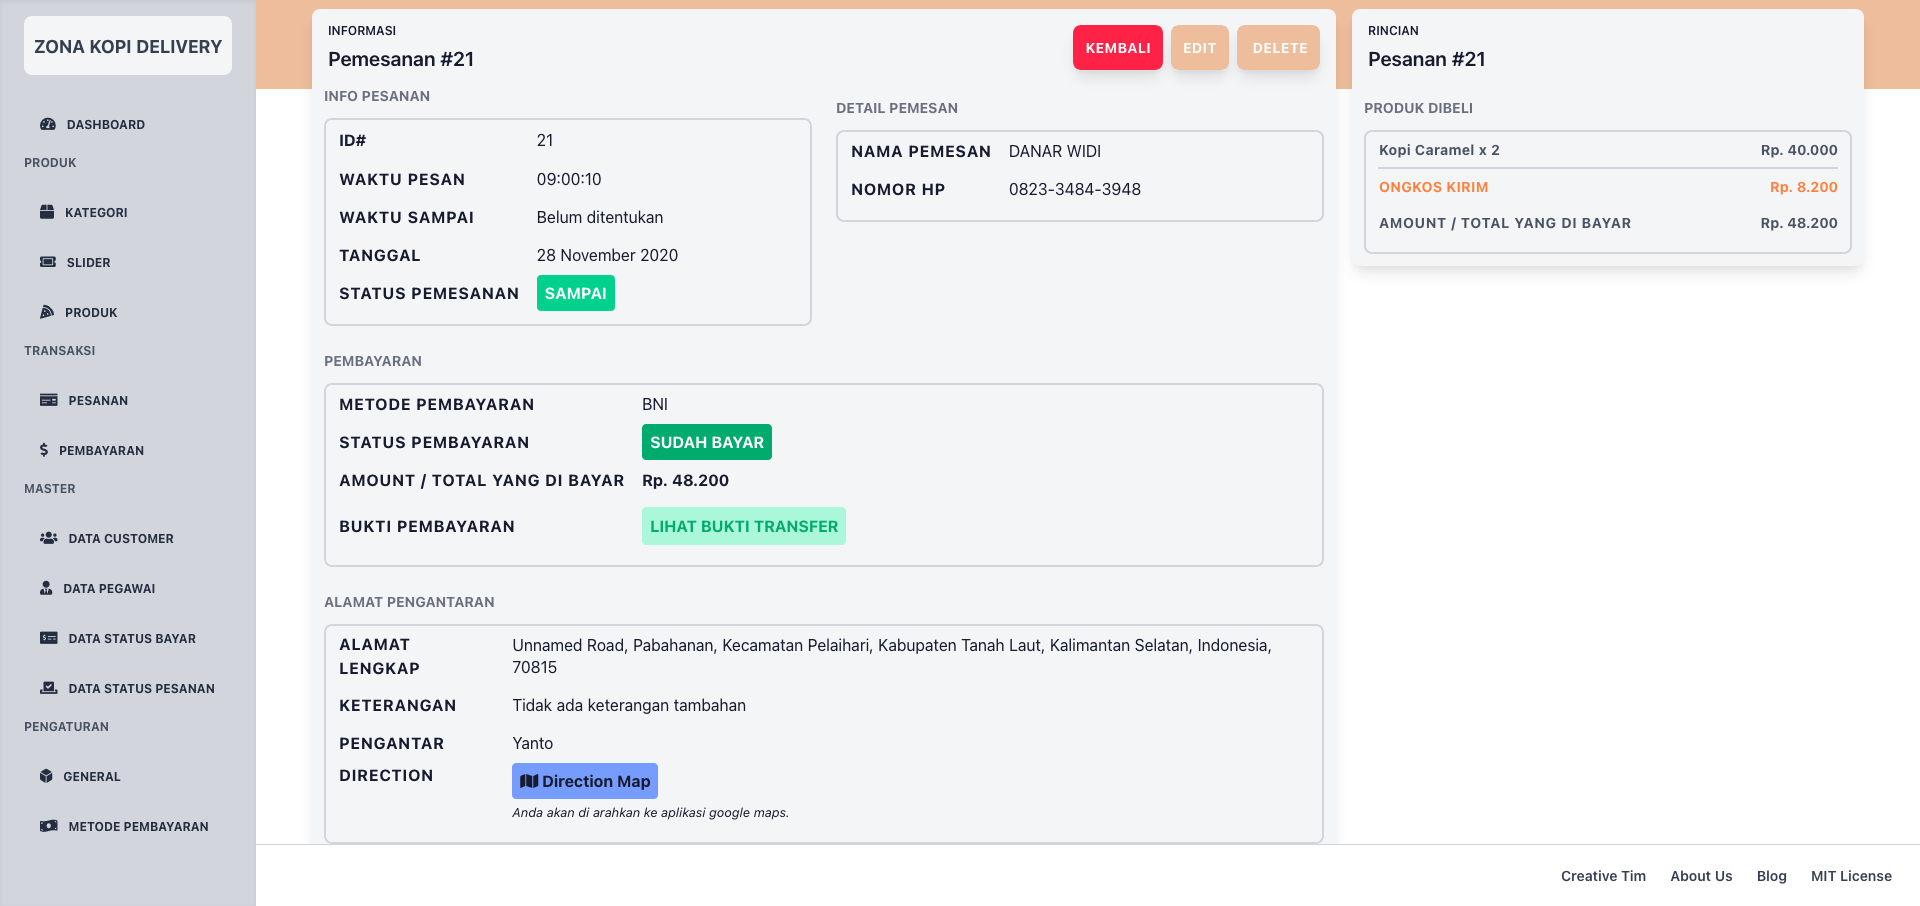 ZONA KOPI DELIVERY
DASHBOARD
PRODUK
KATEGORI
SLIDER
PRODUK
TRANSAKSI
PESANAN
PEMBAYARAN
MASTER
DATA CUSTOMER
DATA PEGAWAI
DATA STATUS BAYAR
DATA STATUS PESANAN
PENGATURAN
GENERAL
METODE PEMBAYARAN
INFORMASI
Pemesanan #21
KEMBALI EDIT DELETE
INFO PESANAN
ID# 21
WAKTU PESAN 09:00:10
WAKTU SAMPAI Belum ditentukan
TANGGAL 28 November 2020
STATUS PEMESANAN SAMPAI
DETAIL PEMESAN
NAMA PEMESAN DANAR WIDI
NOMOR HP 0823-3484-3948
PEMBAYARAN
METODE PEMBAYARAN BNI
STATUS PEMBAYARAN SUDAH BAYAR
AMOUNT / TOTAL YANG DI BAYAR Rp. 48.200
BUKTI PEMBAYARAN LIHAT BUKTI TRANSFER
ALAMAT PENGANTARAN
ALAMAT LENGKAP
Unnamed Road, Pabahanan, Kecamatan Pelaihari, Kabupaten Tanah Laut, Kalimantan Selatan, Indonesia,
70815
KETERANGAN Tidak ada keterangan tambahan
PENGANTAR Yanto
DIRECTION Direction Map
Anda akan di arahkan ke aplikasi google maps.
RINCIAN
Pesanan #21
PRODUK DIBELI
Kopi Caramel x 2 Rp. 40.000
ONGKOS KIRIM Rp. 8.200
AMOUNT / TOTAL YANG DI BAYAR Rp. 48.200
Creative Tim About Us Blog MIT License